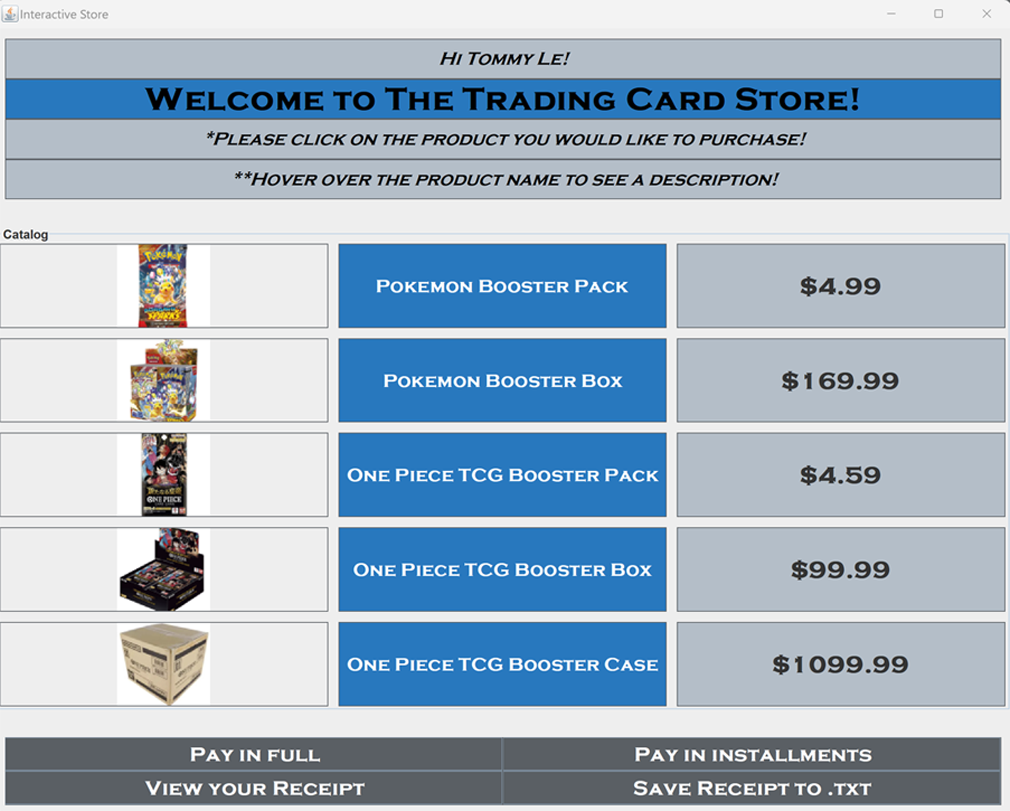 Interactive Store
Hi Tommy Le!
Welcome to The Trading Card Store!
*Please click on the product you would like to purchase!
**Hover over the product name to see a description!
Catalog
Pokémon
Pokemon Booster Pack
$4.99
Pokemon Booster Box
$169.99
ONE PIECE
One Piece TCG Booster Pack
$4.59
One Piece TCG Booster Box
$99.99
One Piece TCG Booster Case
$1099.99
Pay in full
Pay in installments
View your Receipt
Save Receipt to .txt